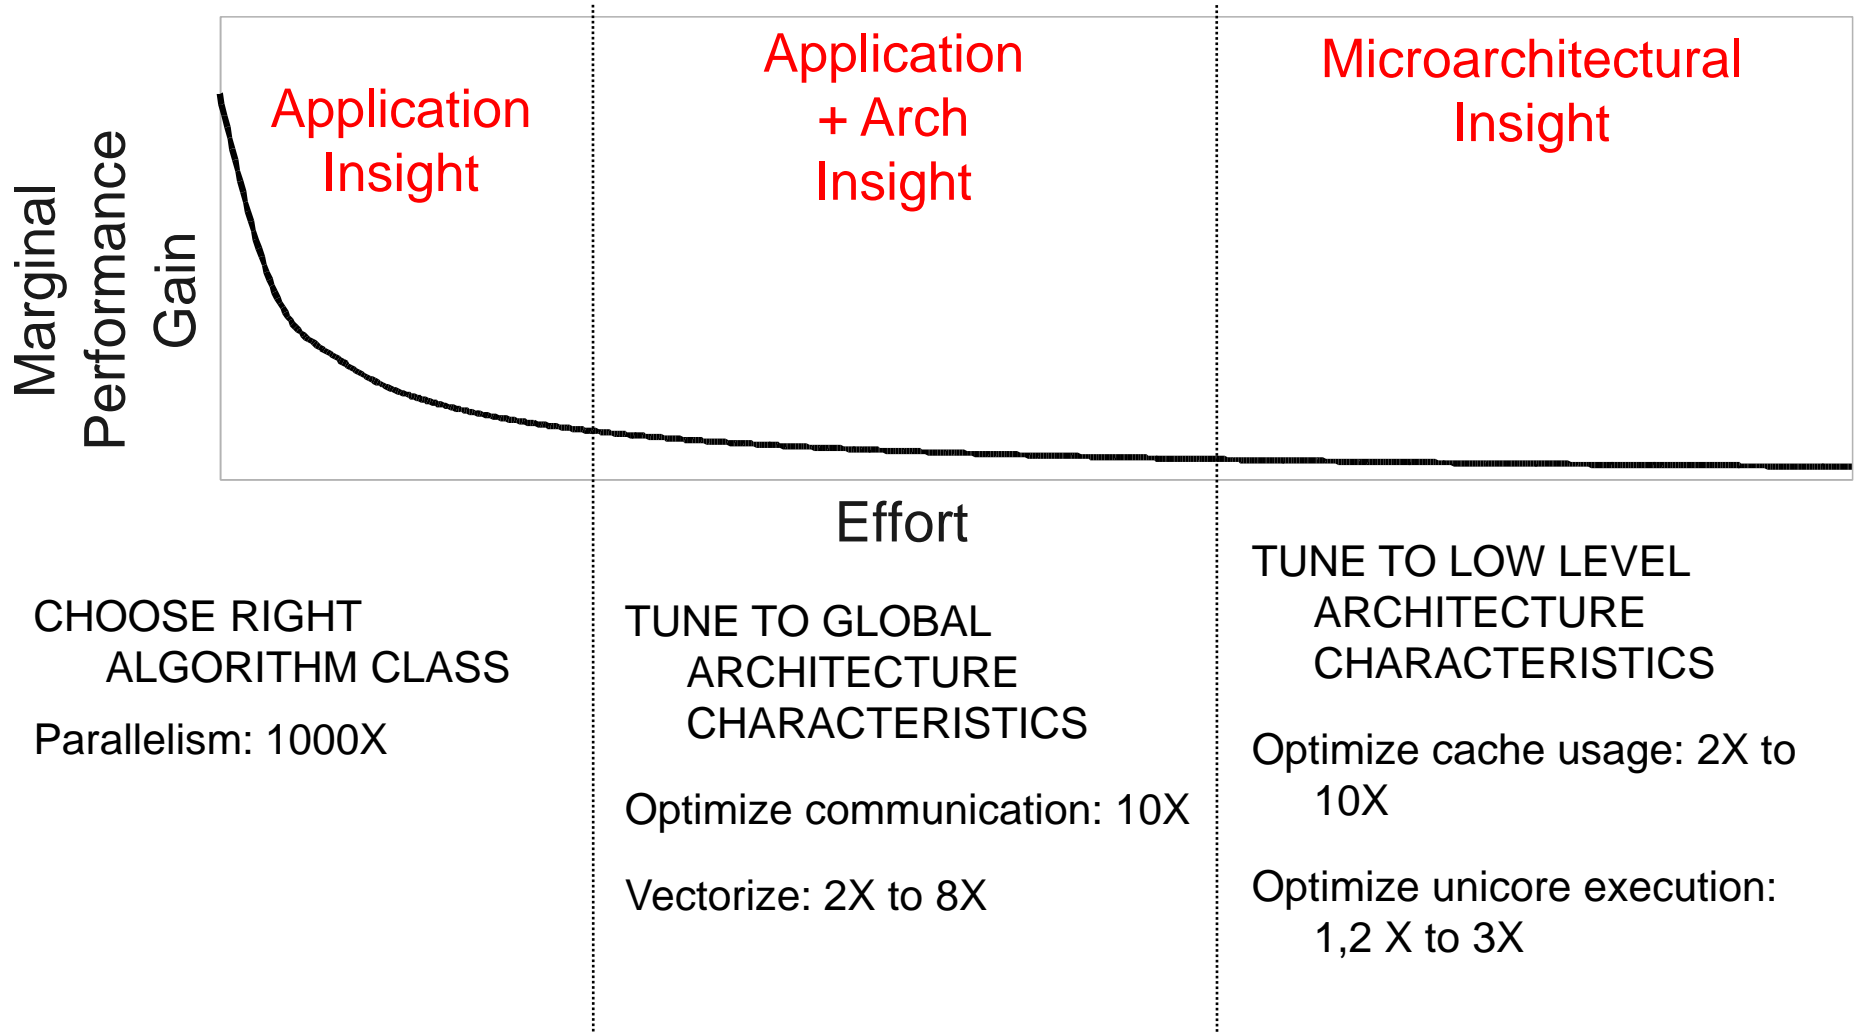 Marginal
Performance
Gain
Application
Insight
Application
+ Arch
Insight
Microarchitectural
Insight
Effort
CHOOSE RIGHT
ALGORITHM CLASS
Parallelism: 1000X
TUNE TO GLOBAL
ARCHITECTURE
CHARACTERISTICS
Optimize communication: 10X
Vectorize: 2X to 8X
TUNE TO LOW LEVEL
ARCHITECTURE
CHARACTERISTICS
Optimize cache usage: 2X to
10X
Optimize unicore execution:
1,2 X to 3X